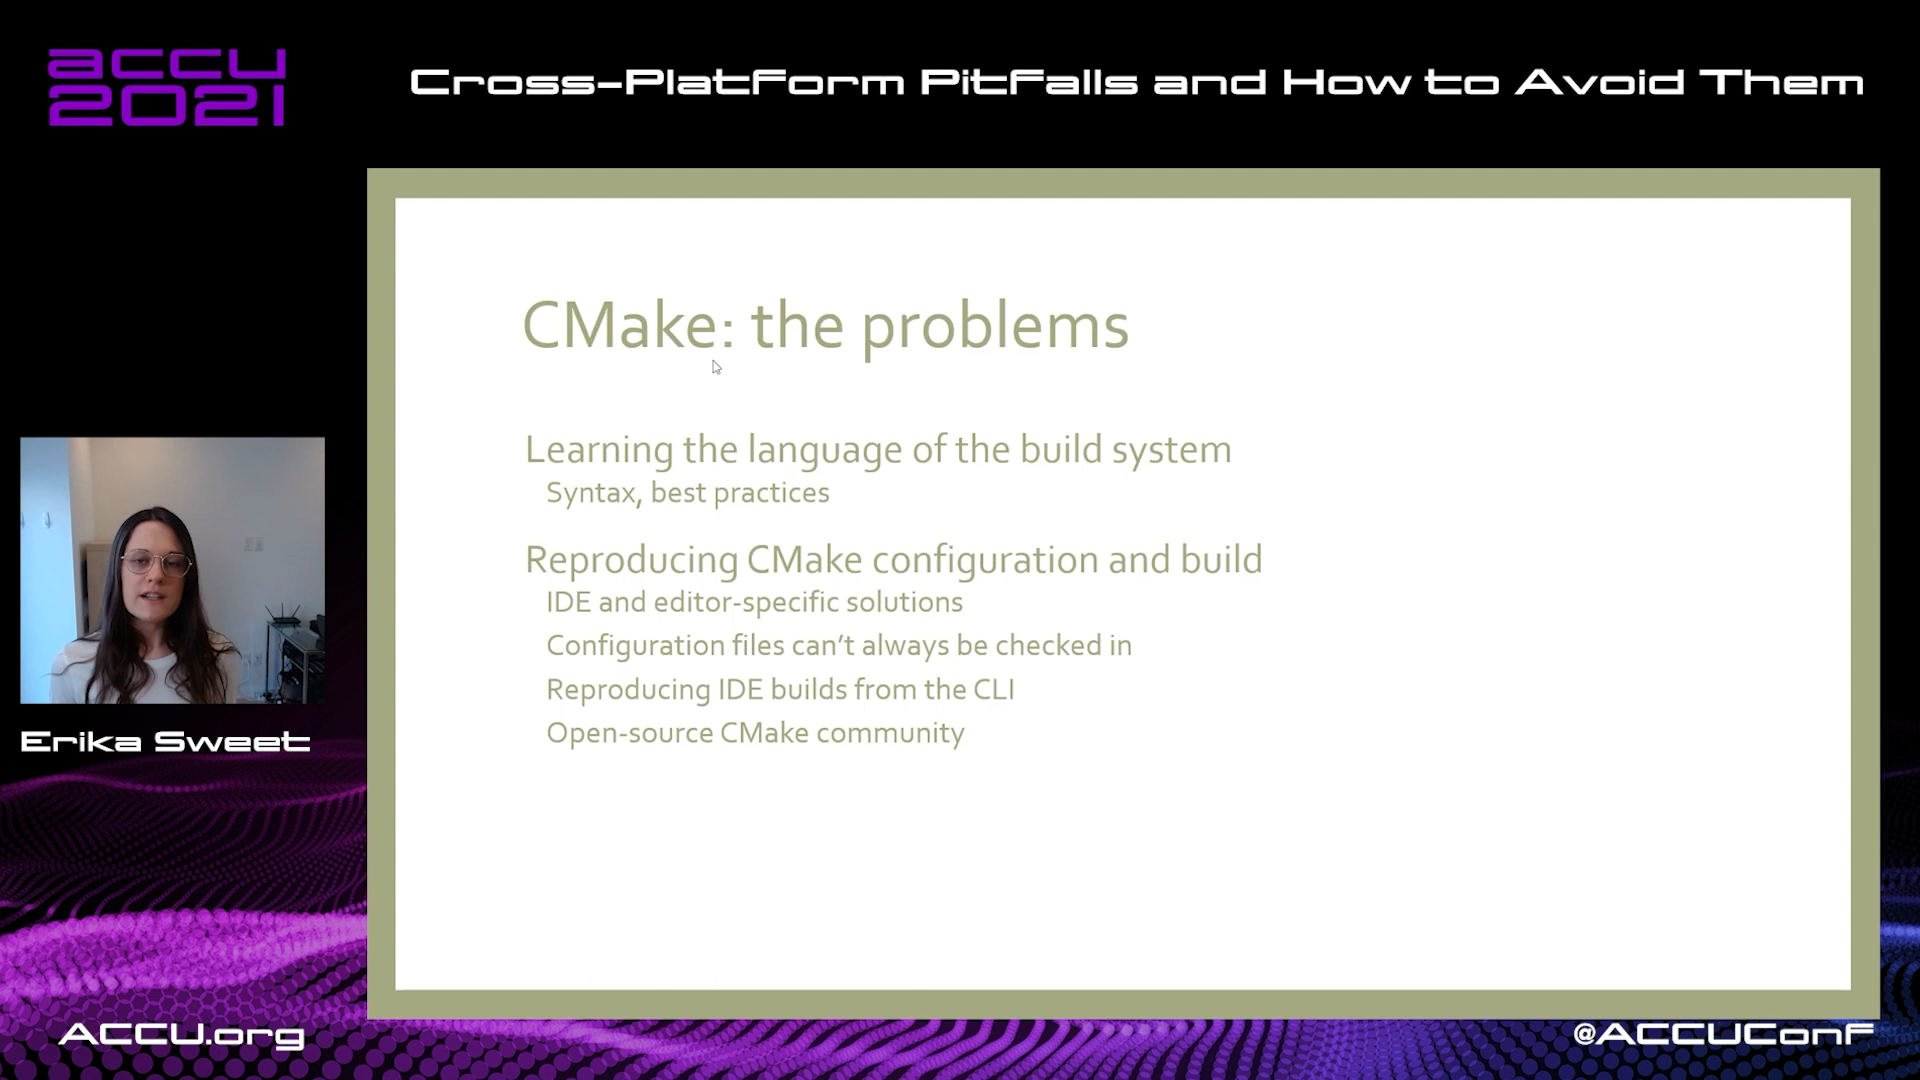 accu
2021
Cross-Platform Pitfalls and How to Avoid Them
CMake: the problems
Learning the language of the build system
Syntax, best practices
Reproducing CMake configuration and build
IDE and editor-specific solutions
Configuration files can’t always be checked in
Reproducing IDE builds from the CLI
Open-source CMake community
Erika Sweet
ACCU.org
@ACCUConf